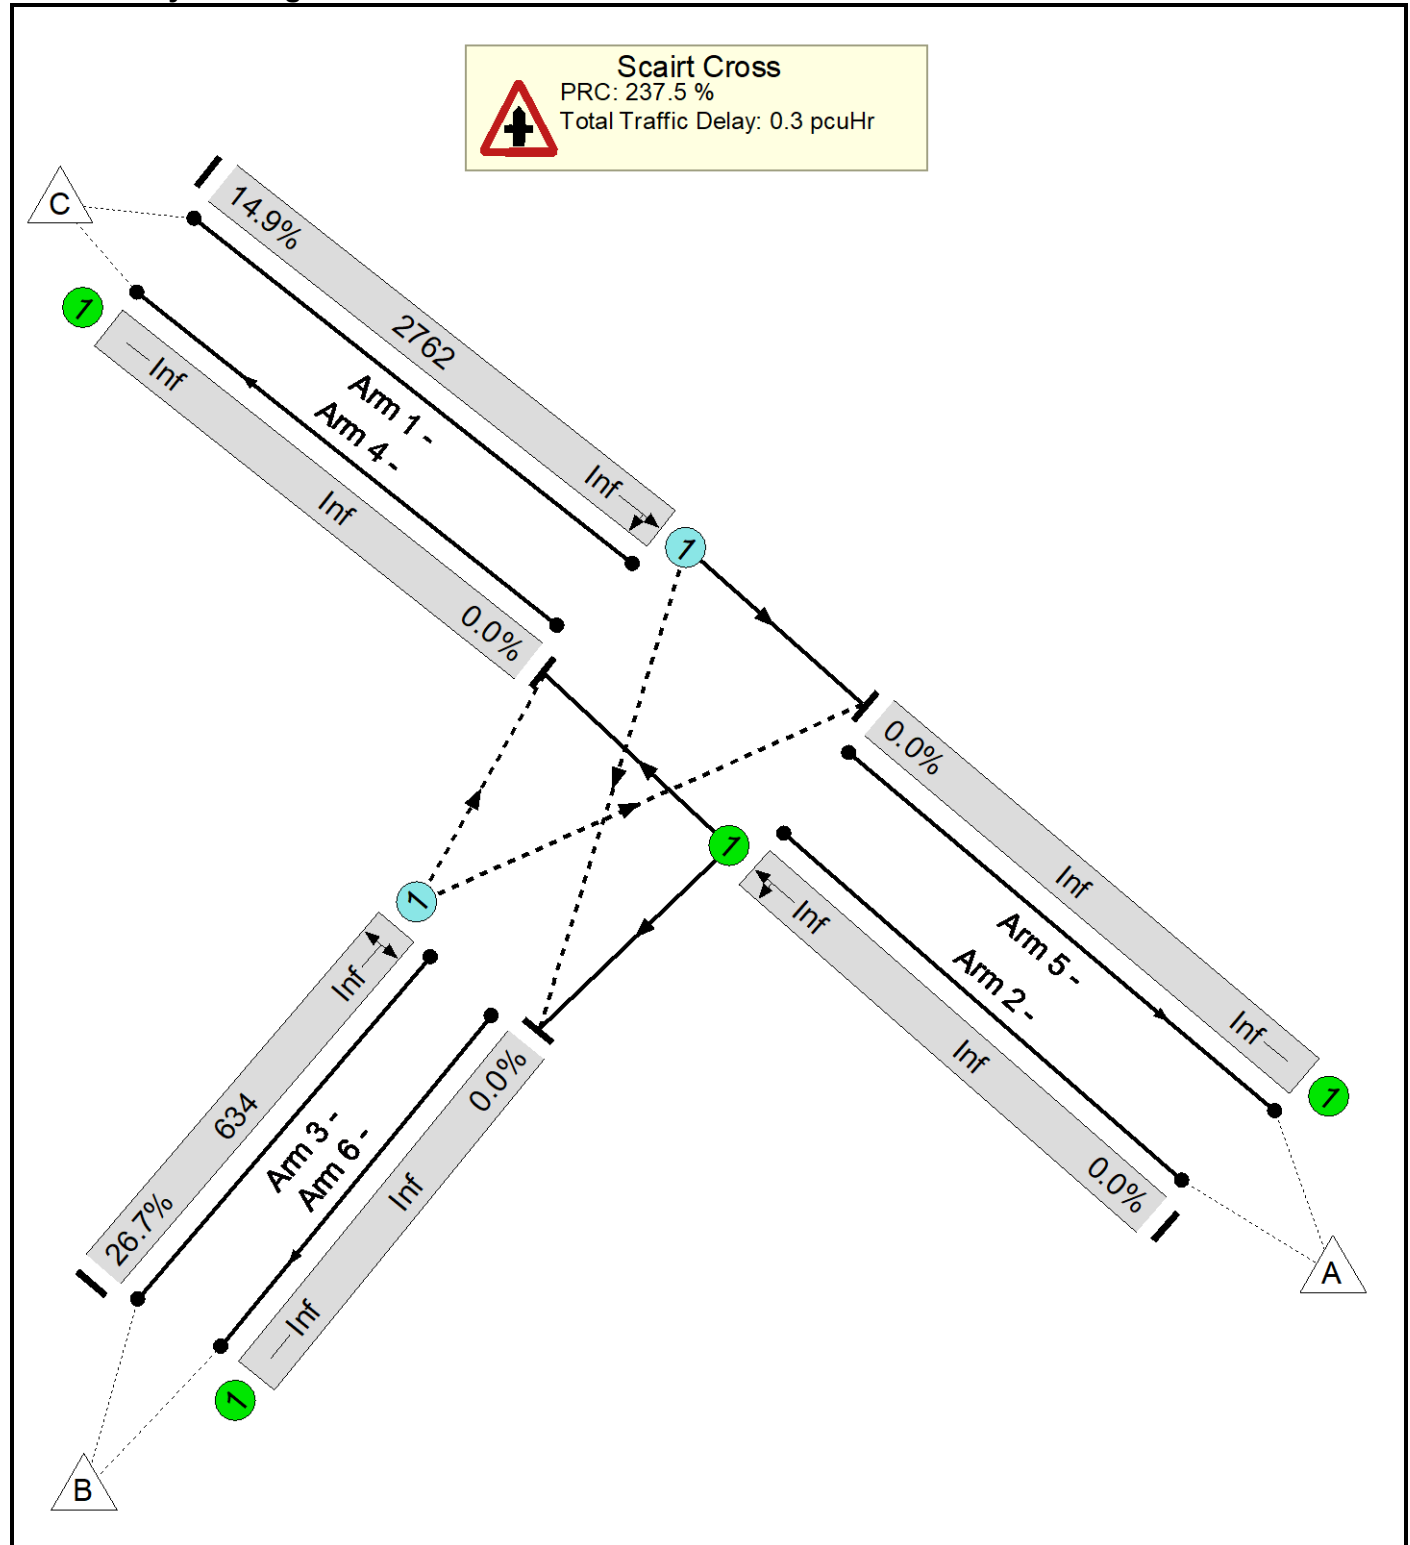 Scairt Cross
PRC: 237.5 %
Total Traffic Delay: 0.3 pcuHr
C
14.9%
2762
Inf
1
1
Inf
Inf
0.0%
Arm 1 -
Arm 4 -
1
0.0%
Inf
Inf
1
Arm 5 -
Arm 2 -
1
Inf
Inf
0.0%
A
1
Inf
634
26.7%
Arm 3 -
Arm 6 -
0.0%
Inf
Inf
1
B